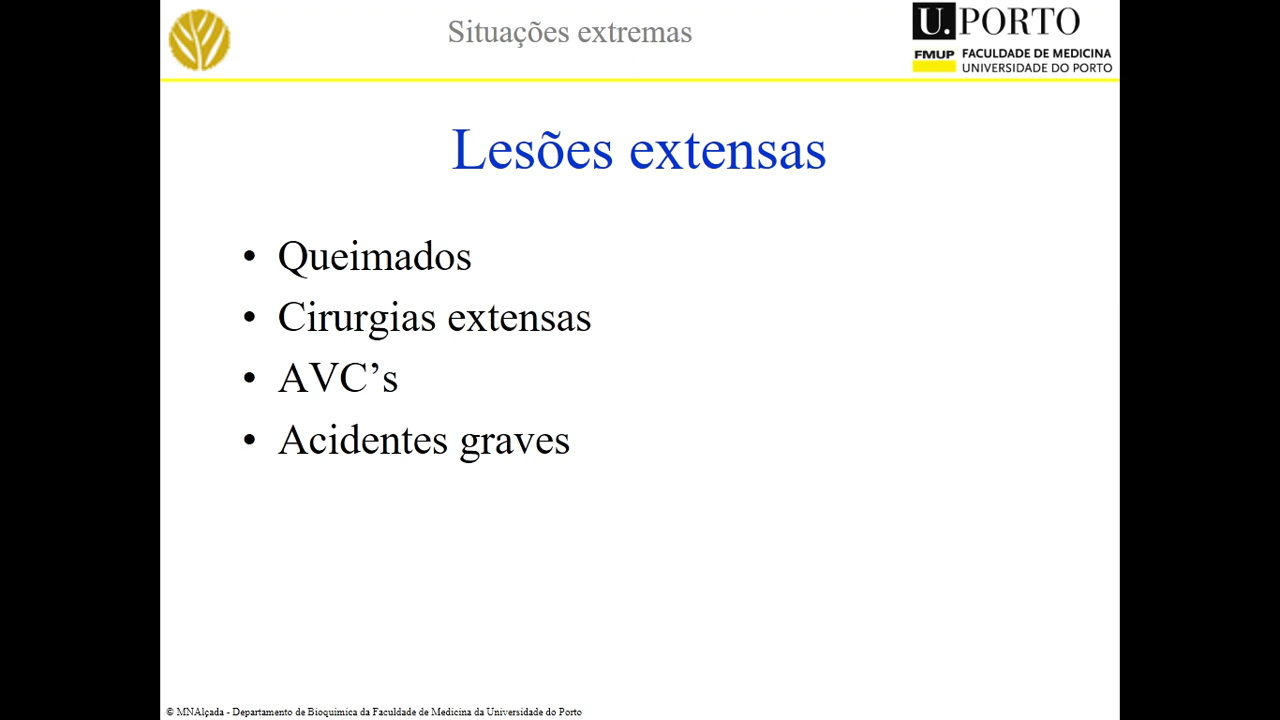 Situações extremas
U.PORTO
FMUP FACULDADE DE MEDICINA
UNIVERSIDADE DO PORTO
Lesões extensas
• Queimados
• Cirurgias extensas
• AVC’s
• Acidentes graves
© MNAlçada - Departamento de Bioquímica da Faculdade de Medicina da Universidade do Porto